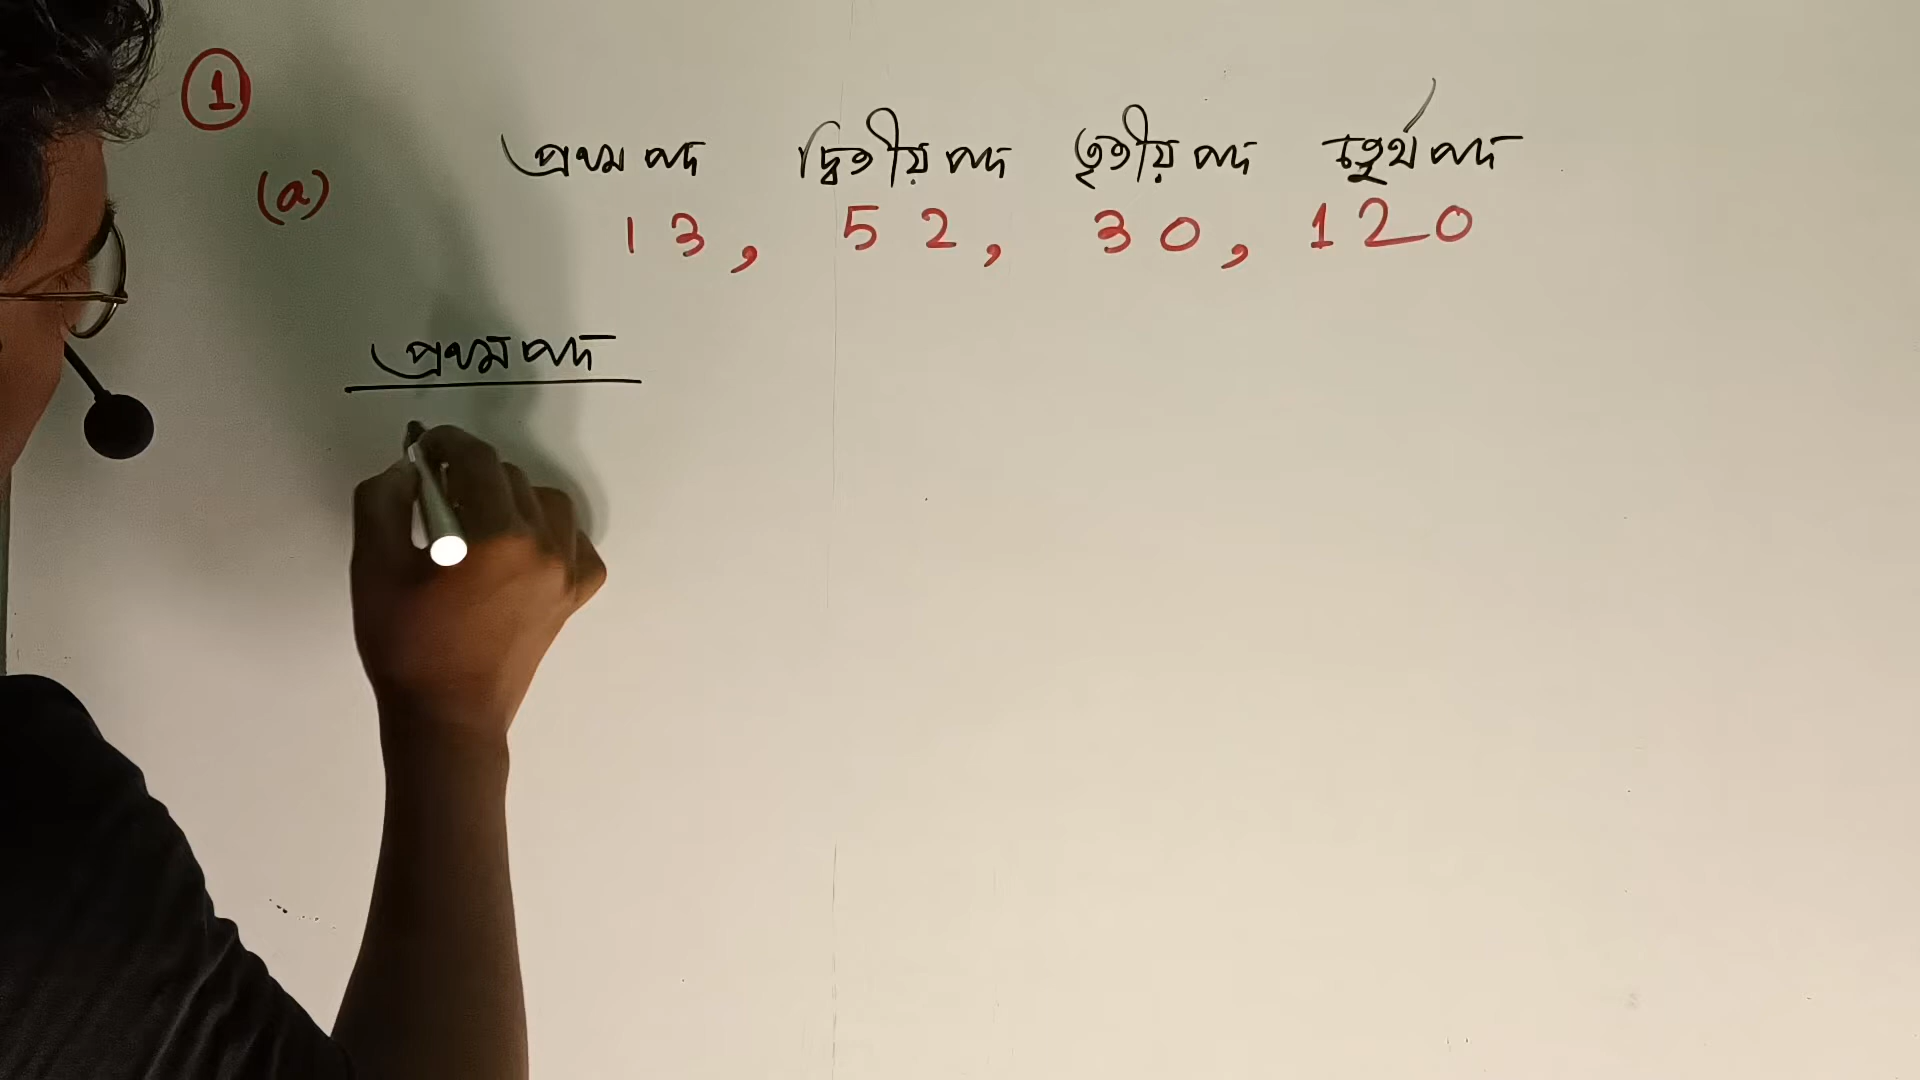 1
(a)
প্রথম পদ দ্বিতীয় পদ তৃতীয় পদ চতুর্থ পদ
13, 52, 30, 120
প্রথম পদ